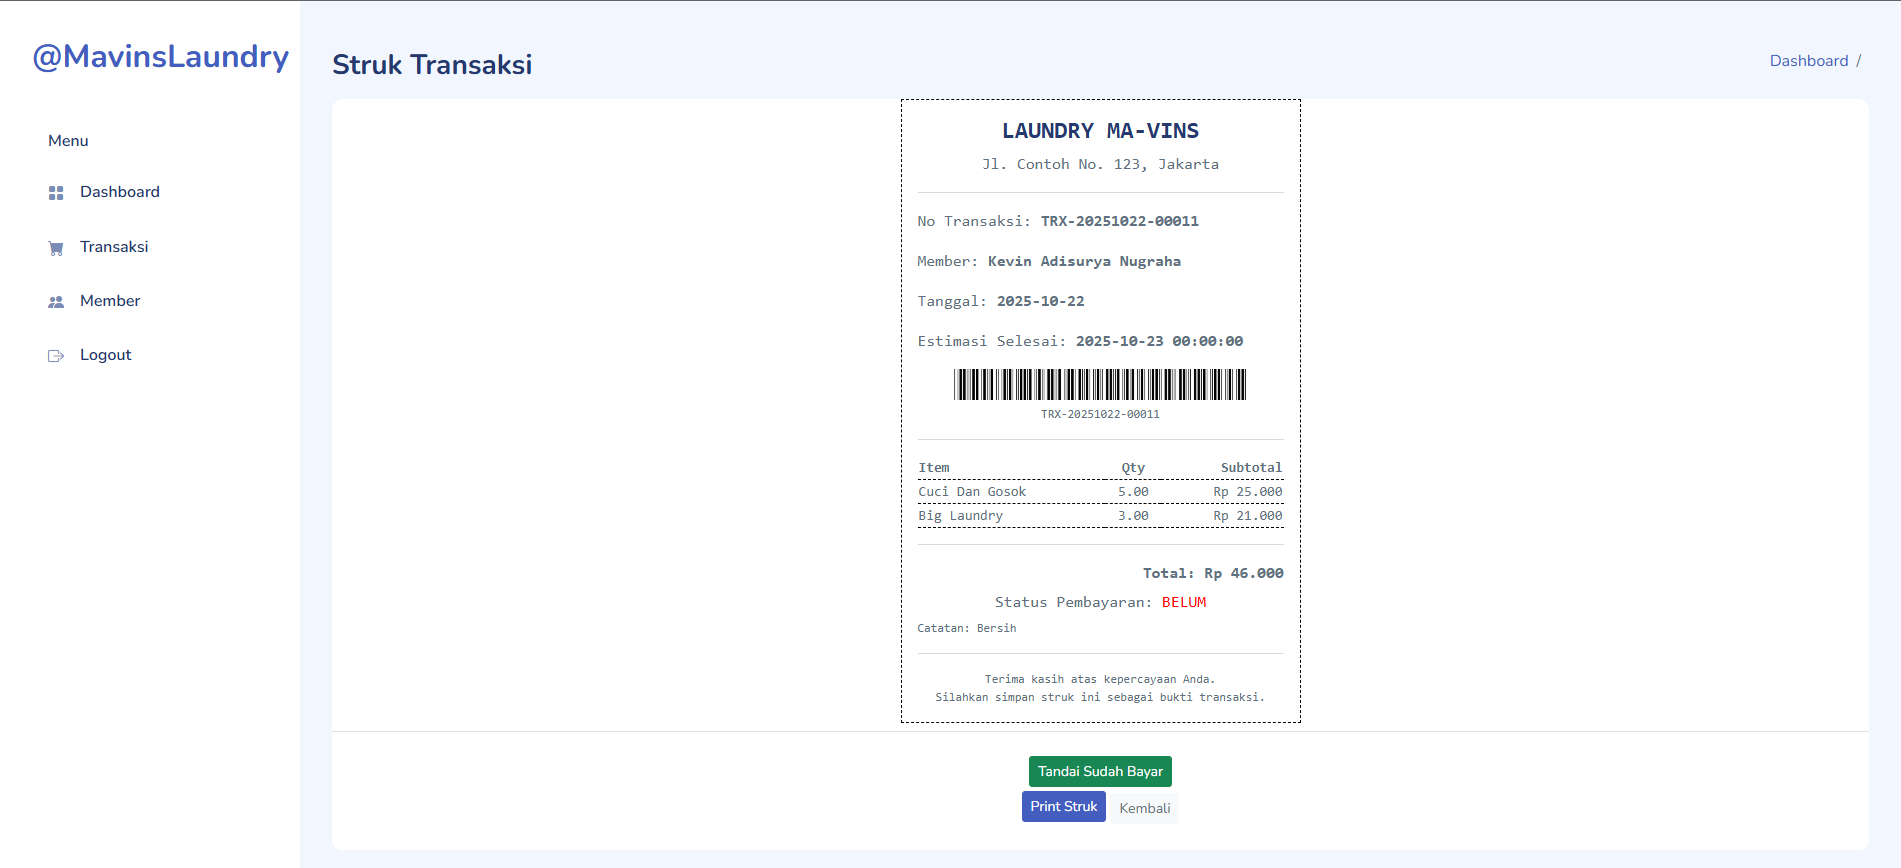 @MavinsLaundry
Menu
Dashboard
Transaksi
Member
Logout
Struk Transaksi
Dashboard /
LAUNDRY MA-VINS
Jl. Contoh No. 123, Jakarta
No Transaksi: TRX-20251022-00011
Member: Kevin Adisurya Nugraha
Tanggal: 2025-10-22
Estimasi Selesai: 2025-10-23 00:00:00
TRX-20251022-00011
Item Qty Subtotal
Cuci Dan Gosok 5.00 Rp 25.000
Big Laundry 3.00 Rp 21.000
Total: Rp 46.000
Status Pembayaran: BELUM
Catatan: Bersih
Terima kasih atas kepercayaan Anda.
Silahkan simpan struk ini sebagai bukti transaksi.
Tandai Sudah Bayar
Print Struk Kembali